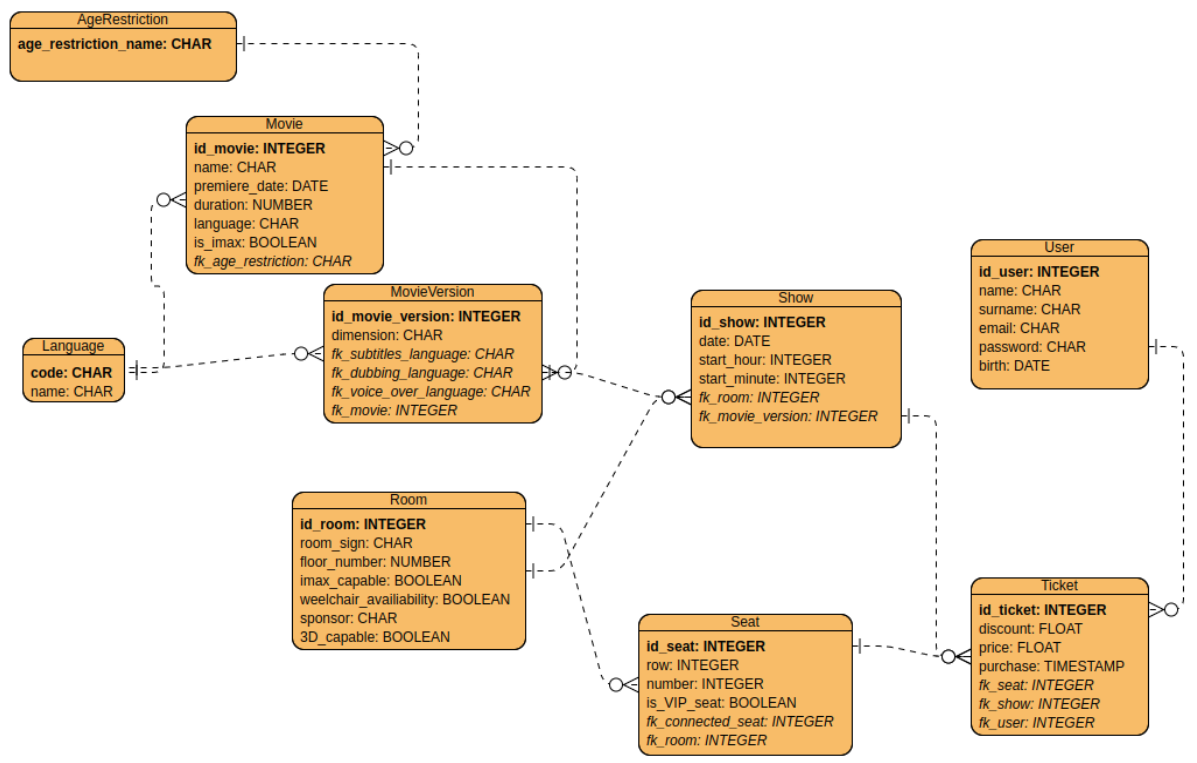 AgeRestriction
age_restriction_name: CHAR
Movie
id_movie: INTEGER
name: CHAR
premiere_date: DATE
duration: NUMBER
language: CHAR
is_imax: BOOLEAN
fk_age_restriction: CHAR
Language
code: CHAR
name: CHAR
MovieVersion
id_movie_version: INTEGER
dimension: CHAR
fk_subtitles_language: CHAR
fk_dubbing_language: CHAR
fk_voice_over_language: CHAR
fk_movie: INTEGER
Show
id_show: INTEGER
date: DATE
start_hour: INTEGER
start_minute: INTEGER
fk_room: INTEGER
fk_movie_version: INTEGER
User
id_user: INTEGER
name: CHAR
surname: CHAR
email: CHAR
password: CHAR
birth: DATE
Room
id_room: INTEGER
room_sign: CHAR
floor_number: NUMBER
imax_capable: BOOLEAN
weelchair_availiability: BOOLEAN
sponsor: CHAR
3D_capable: BOOLEAN
Seat
id_seat: INTEGER
row: INTEGER
number: INTEGER
is_VIP_seat: BOOLEAN
fk_connected_seat: INTEGER
fk_room: INTEGER
Ticket
id_ticket: INTEGER
discount: FLOAT
price: FLOAT
purchase: TIMESTAMP
fk_seat: INTEGER
fk_show: INTEGER
fk_user: INTEGER